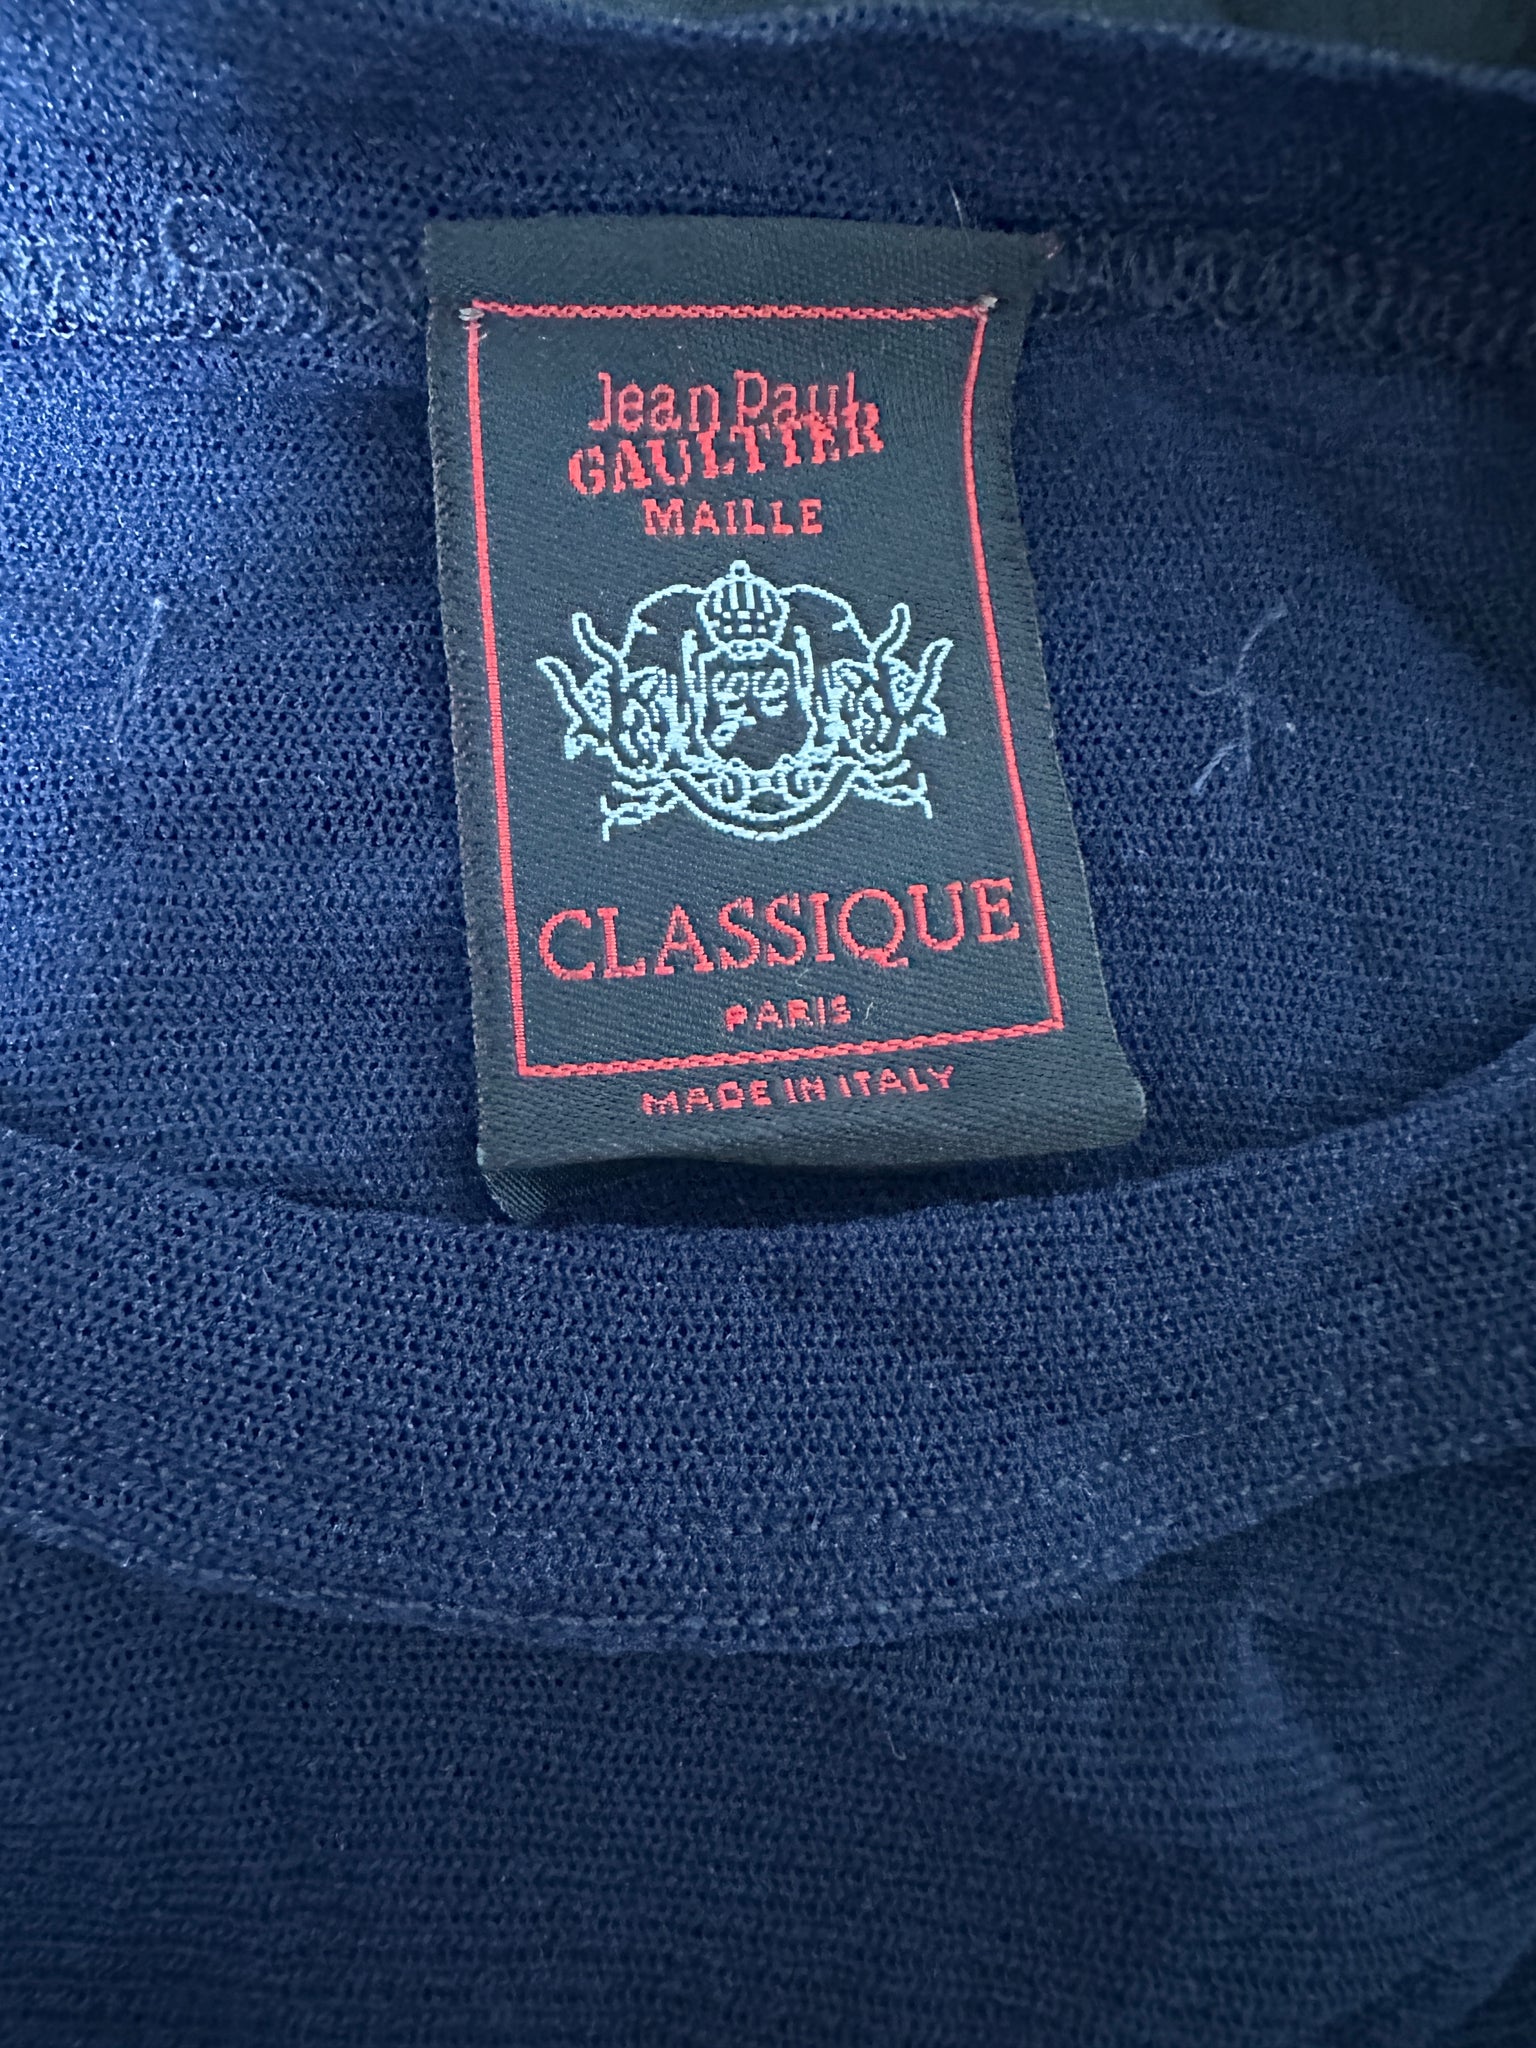 Jean Paul
GAULTIER
MAILLE
CLASSIQUE
PARIS
MADE IN ITALY